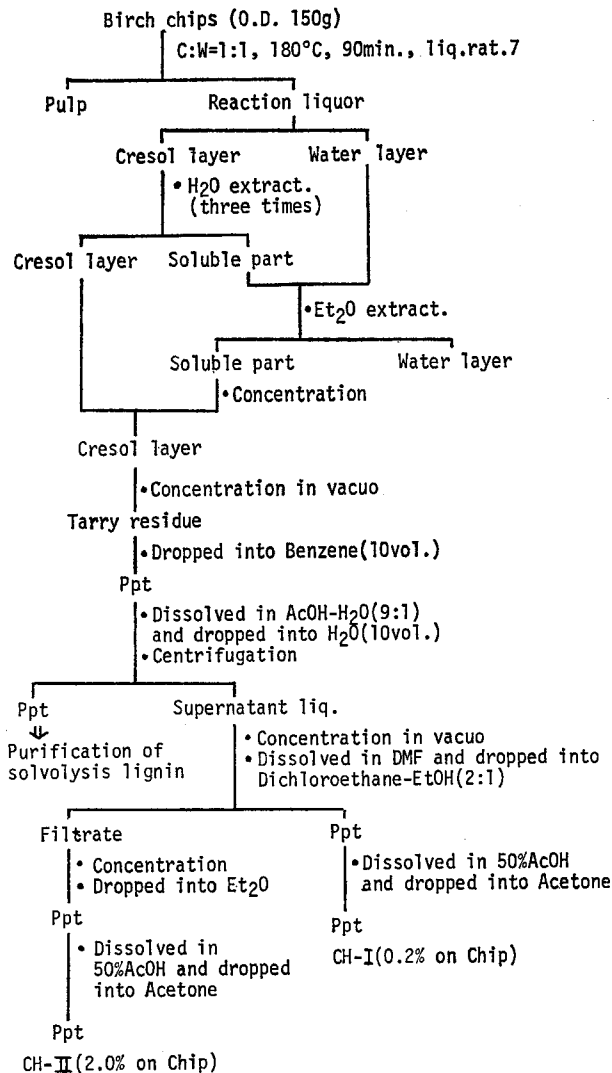 Birch chips (O.D. 150g)
C:W=1:1, 180°C, 90min., liq.rat.7
Pulp
Reaction liquor
Cresol layer
Water layer
• H₂O extract.
(three times)
Cresol layer
Soluble part
• Et₂O extract.
Soluble part
Water layer
• Concentration
Cresol layer
• Concentration in vacuo
Tarry residue
• Dropped into Benzene(10vol.)
Ppt
• Dissolved in AcOH-H₂O(9:1)
and dropped into H₂O(10vol.)
• Centrifugation
Ppt
⇓
Purification of
solvolysis lignin
Supernatant liq.
• Concentration in vacuo
• Dissolved in DMF and dropped into
Dichloroethane-EtOH(2:1)
Filtrate
• Concentration
• Dropped into Et₂O
Ppt
• Dissolved in
50%AcOH and dropped
into Acetone
Ppt
CH-II(2.0% on Chip)
Ppt
• Dissolved in 50%AcOH
and dropped into Acetone
Ppt
CH-I(0.2% on Chip)